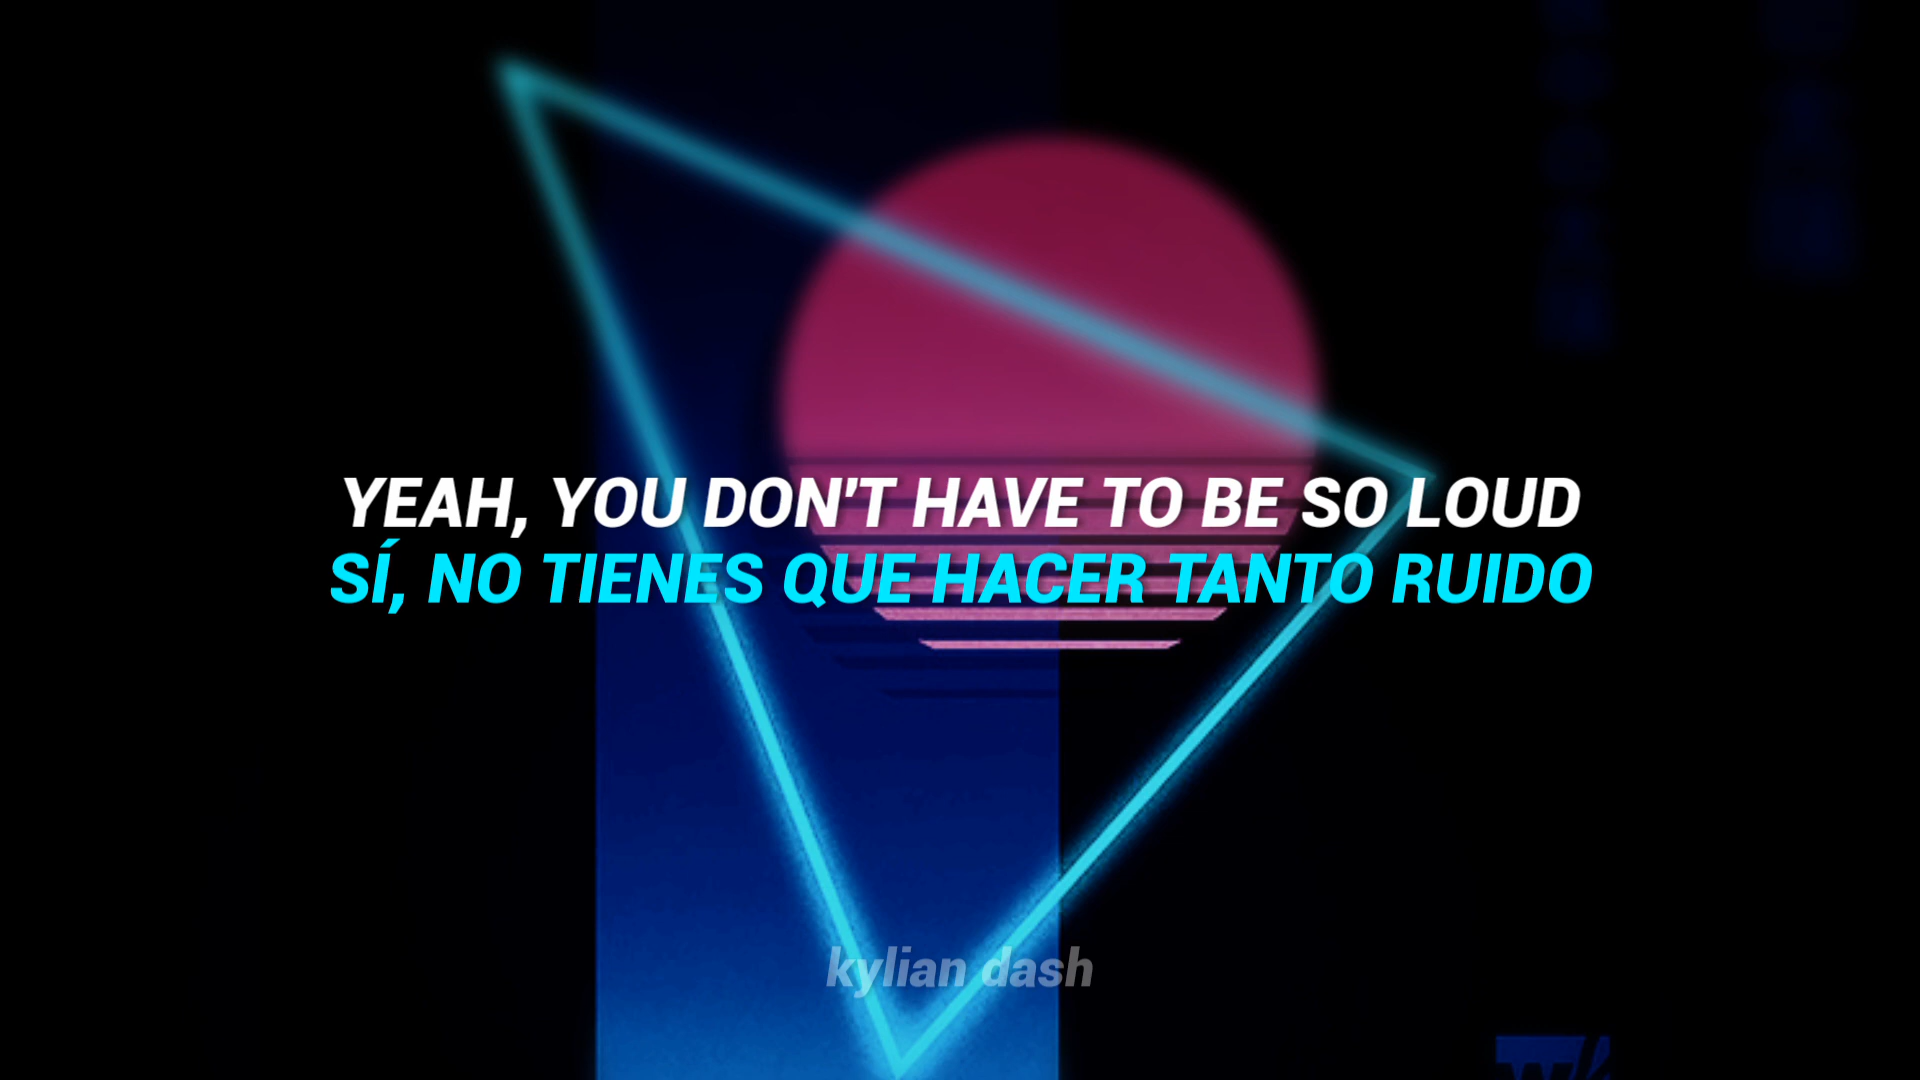 YEAH, YOU DON'T HAVE TO BE SO LOUD
SÍ, NO TIENES QUE HACER TANTO RUIDO
kylian dash